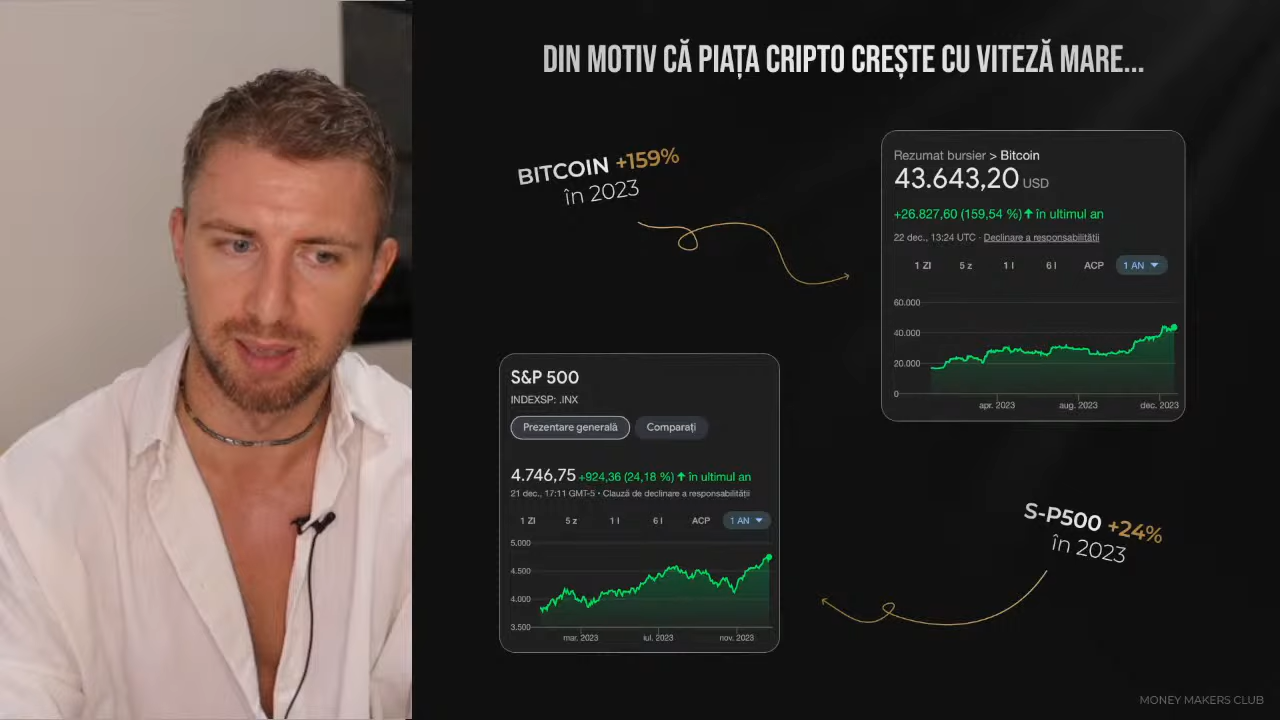 DIN MOTIV CĂ PIAȚA CRIPTO CREȘTE CU VITEZĂ MARE...
BITCOIN +159%
în 2023
Rezumat bursier > Bitcoin
43.643,20 USD
+26.827,60 (159,54 %) ↑ în ultimul an
22 dec., 13:24 UTC · Declinare a responsabilității
1 ZI 5 z 1 l 6 l ACP 1 AN
60.000
40.000
20.000
0
apr. 2023 aug. 2023 dec. 2023
S&P 500
INDEXSP: .INX
Prezentare generală Comparați
4.746,75 +924,36 (24,18 %) ↑ în ultimul an
21 dec., 17:11 GMT-5 • Clauză de declinare a responsabilității
1 ZI 5 z 1 l 6 l ACP 1 AN
5.000
4.500
4.000
3.500
mar. 2023 iul. 2023 nov. 2023
S-P500 +24%
în 2023
MONEY MAKERS CLUB